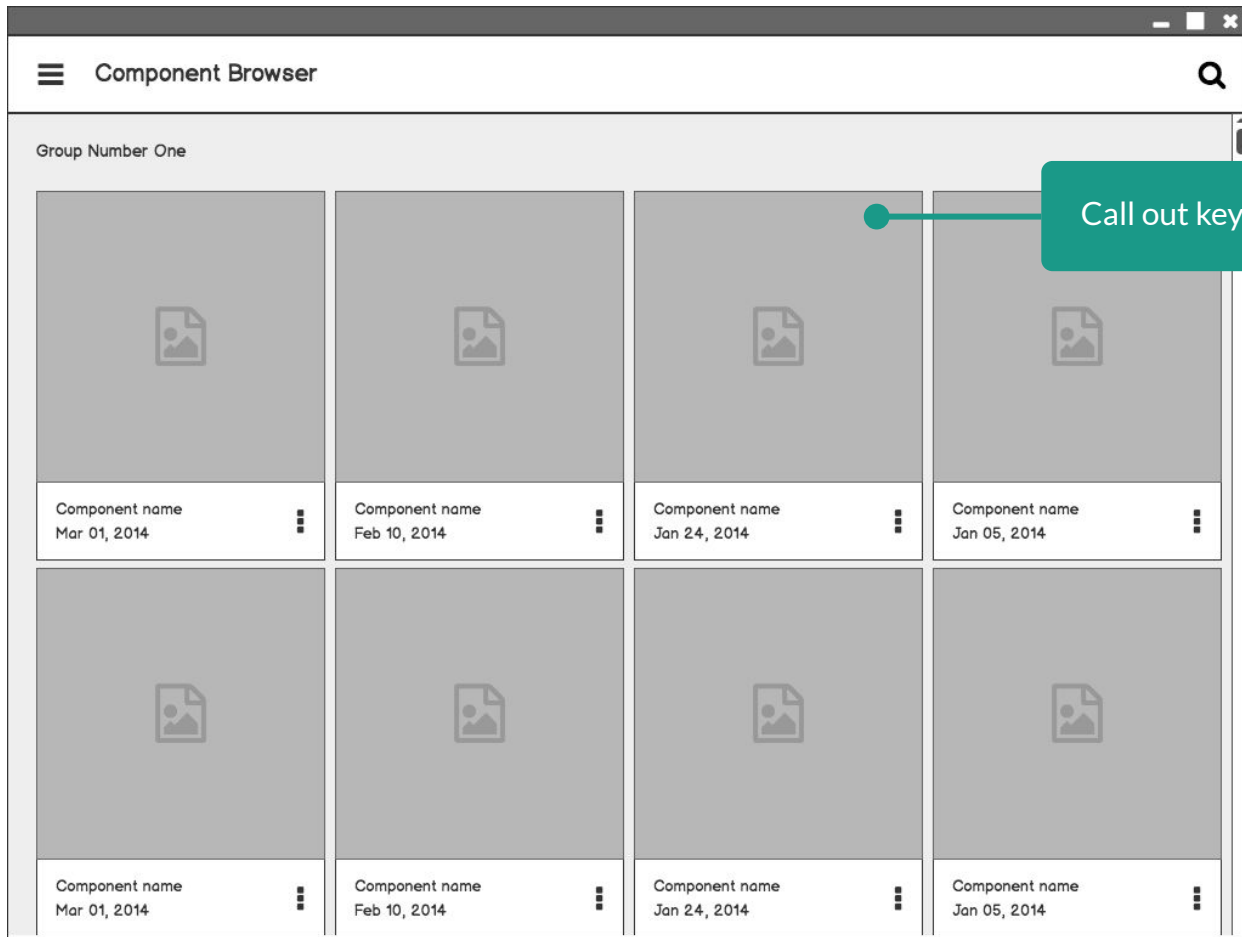 Component Browser
Group Number One
Call out key
Component name
Mar 01, 2014
Component name
Feb 10, 2014
Component name
Jan 24, 2014
Component name
Jan 05, 2014
Component name
Mar 01, 2014
Component name
Feb 10, 2014
Component name
Jan 24, 2014
Component name
Jan 05, 2014